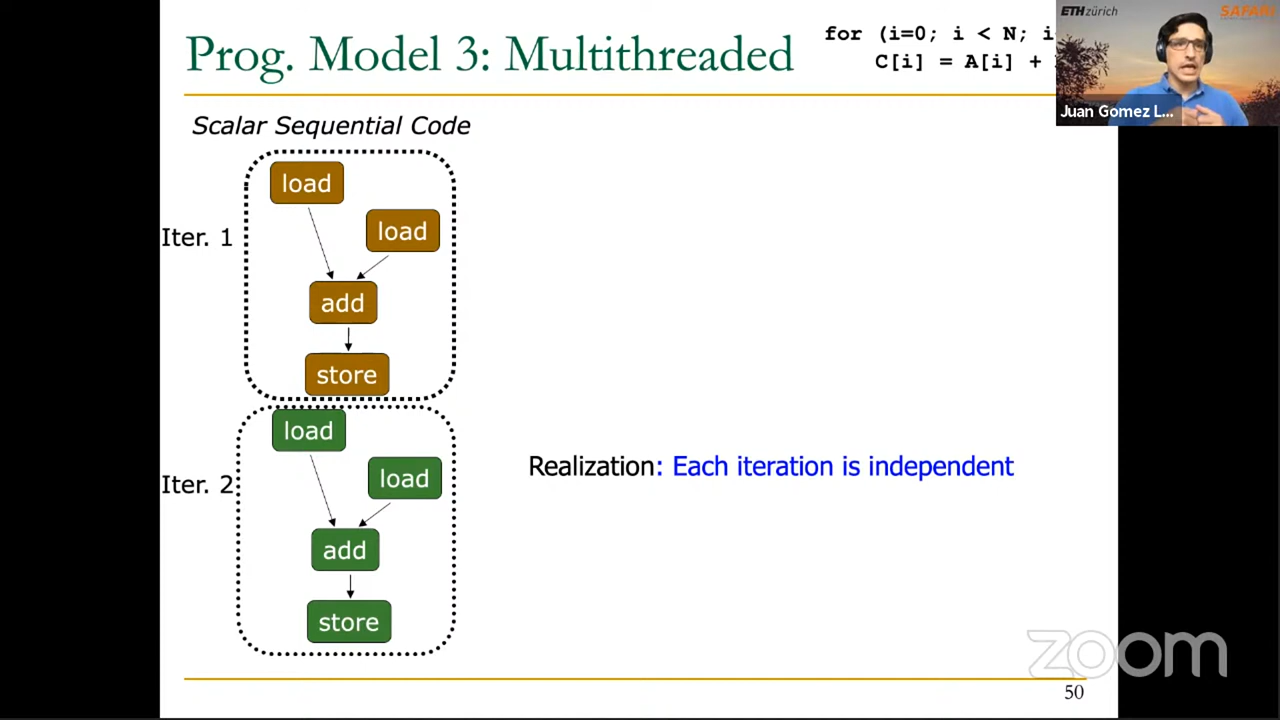 Prog. Model 3: Multithreaded
for (i=0; i < N; i
C[i] = A[i] +
ETH zürich
SAFARI
Juan Gomez L...
Scalar Sequential Code
Iter. 1
load
load
add
store
Iter. 2
load
load
add
store
Realization: Each iteration is independent
zoom
50